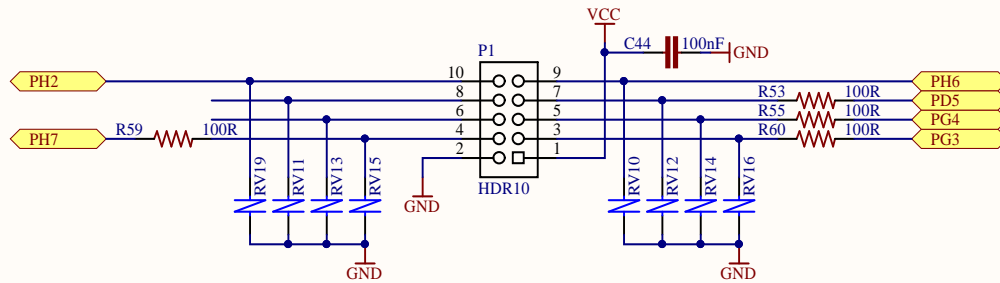 VCC
P1
C44 100nF GND
PH2 10 9 PH6
8 7 R53 100R PD5
6 5 R55 100R PG4
PH7 R59 100R 4 3 R60 100R PG3
2 1
RV19 RV11 RV13 RV15 HDR10 RV10 RV12 RV14 RV16
GND
GND GND